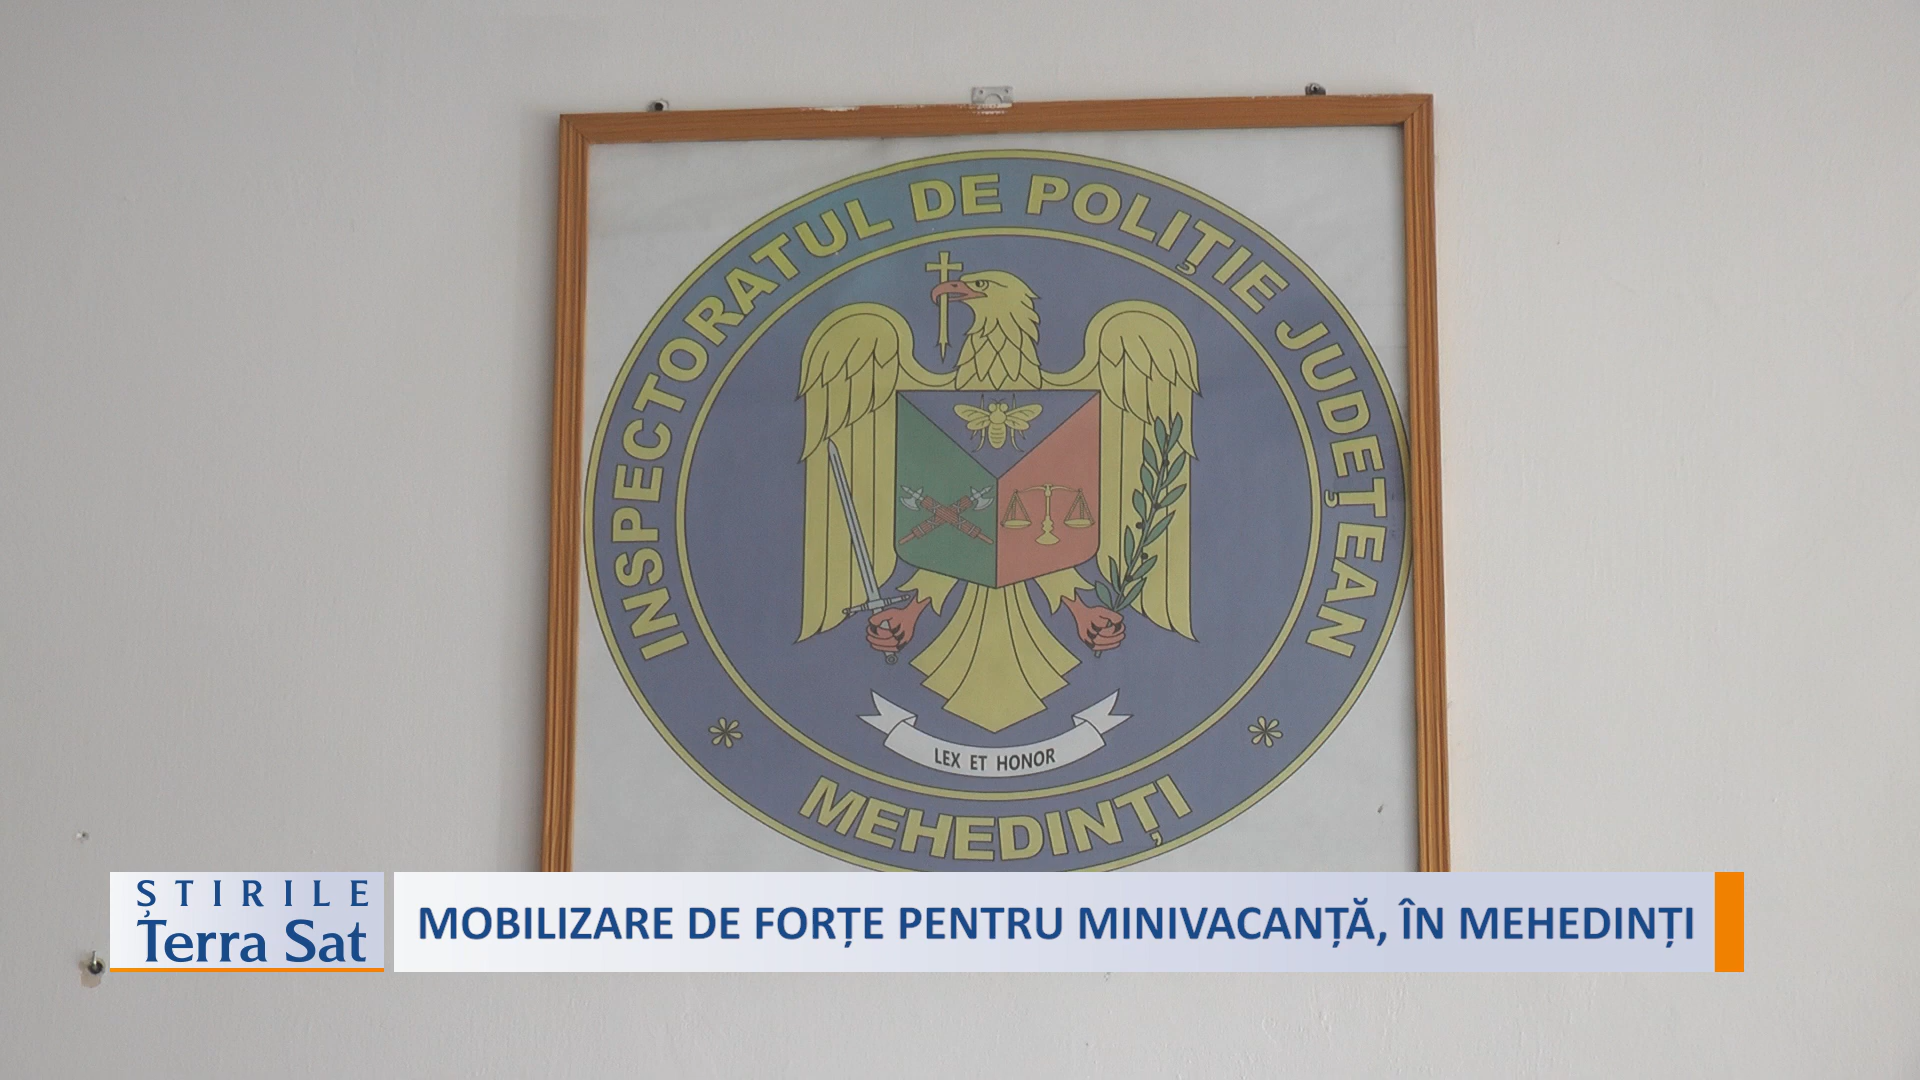 INSPECTORATUL DE POLIȚIE JUDEȚEAN
LEX ET HONOR
MEHEDINȚI
ȘTIRILE
Terra Sat
MOBILIZARE DE FORȚE PENTRU MINIVACANȚĂ, ÎN MEHEDINȚI